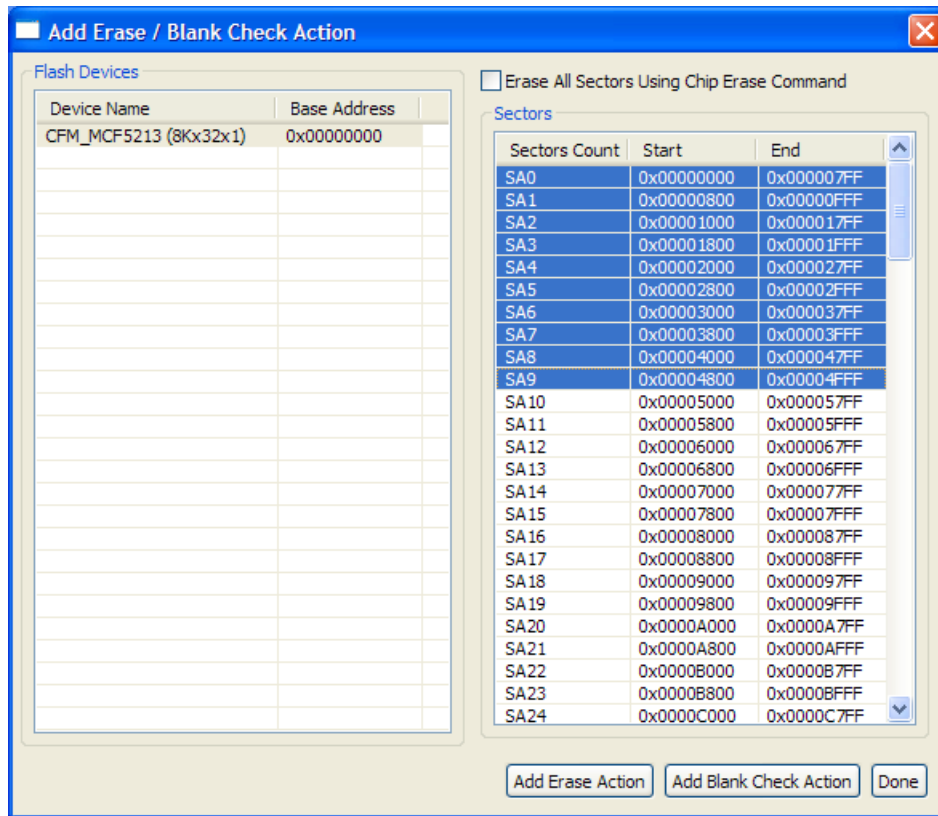 Add Erase / Blank Check Action
Flash Devices
Device Name Base Address
CFM_MCF5213 (8Kx32x1) 0x00000000
Erase All Sectors Using Chip Erase Command
Sectors
Sectors Count Start End
SA0 0x00000000 0x000007FF
SA1 0x00000800 0x00000FFF
SA2 0x00001000 0x000017FF
SA3 0x00001800 0x00001FFF
SA4 0x00002000 0x000027FF
SA5 0x00002800 0x00002FFF
SA6 0x00003000 0x000037FF
SA7 0x00003800 0x00003FFF
SA8 0x00004000 0x000047FF
SA9 0x00004800 0x00004FFF
SA10 0x00005000 0x000057FF
SA11 0x00005800 0x00005FFF
SA12 0x00006000 0x000067FF
SA13 0x00006800 0x00006FFF
SA14 0x00007000 0x000077FF
SA15 0x00007800 0x00007FFF
SA16 0x00008000 0x000087FF
SA17 0x00008800 0x00008FFF
SA18 0x00009000 0x000097FF
SA19 0x00009800 0x00009FFF
SA20 0x0000A000 0x0000A7FF
SA21 0x0000A800 0x0000AFFF
SA22 0x0000B000 0x0000B7FF
SA23 0x0000B800 0x0000BFFF
SA24 0x0000C000 0x0000C7FF
Add Erase Action Add Blank Check Action Done